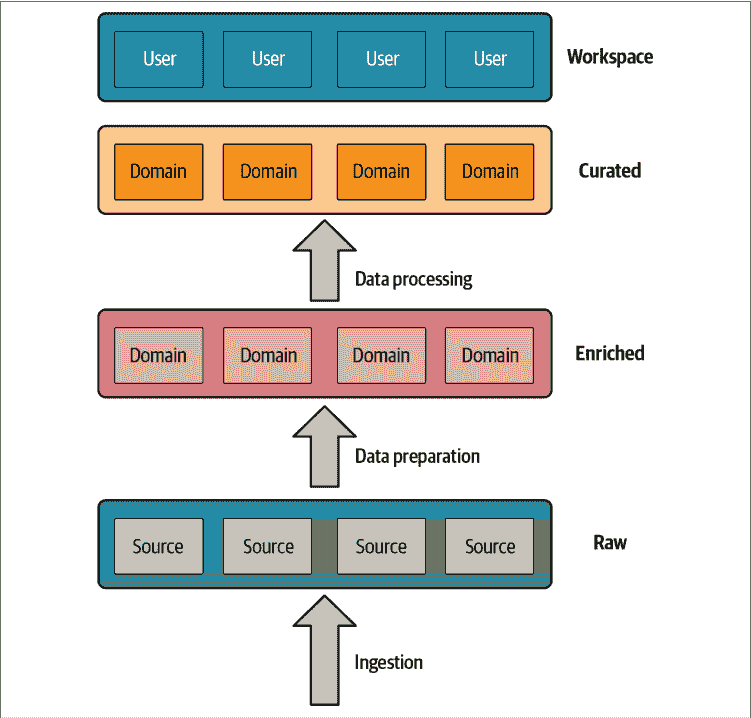 User User User User Workspace
Domain Domain Domain Domain Curated
Data processing
Domain Domain Domain Domain Enriched
Data preparation
Source Source Source Source Raw
Ingestion